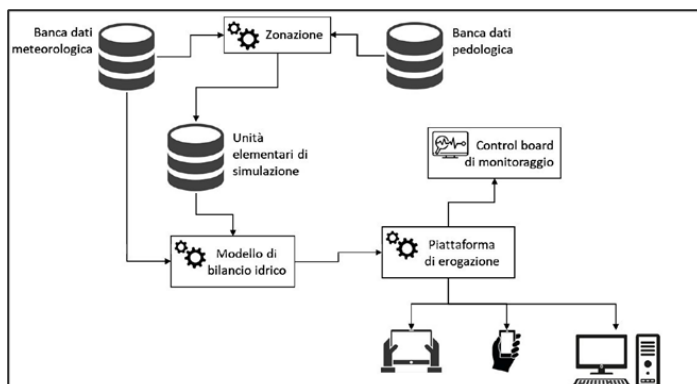 Banca dati
meteorologica
Zonazione
Banca dati
pedologica
Unità
elementari di
simulazione
Control board
di monitoraggio
Modello di
bilancio idrico
Piattaforma
di erogazione